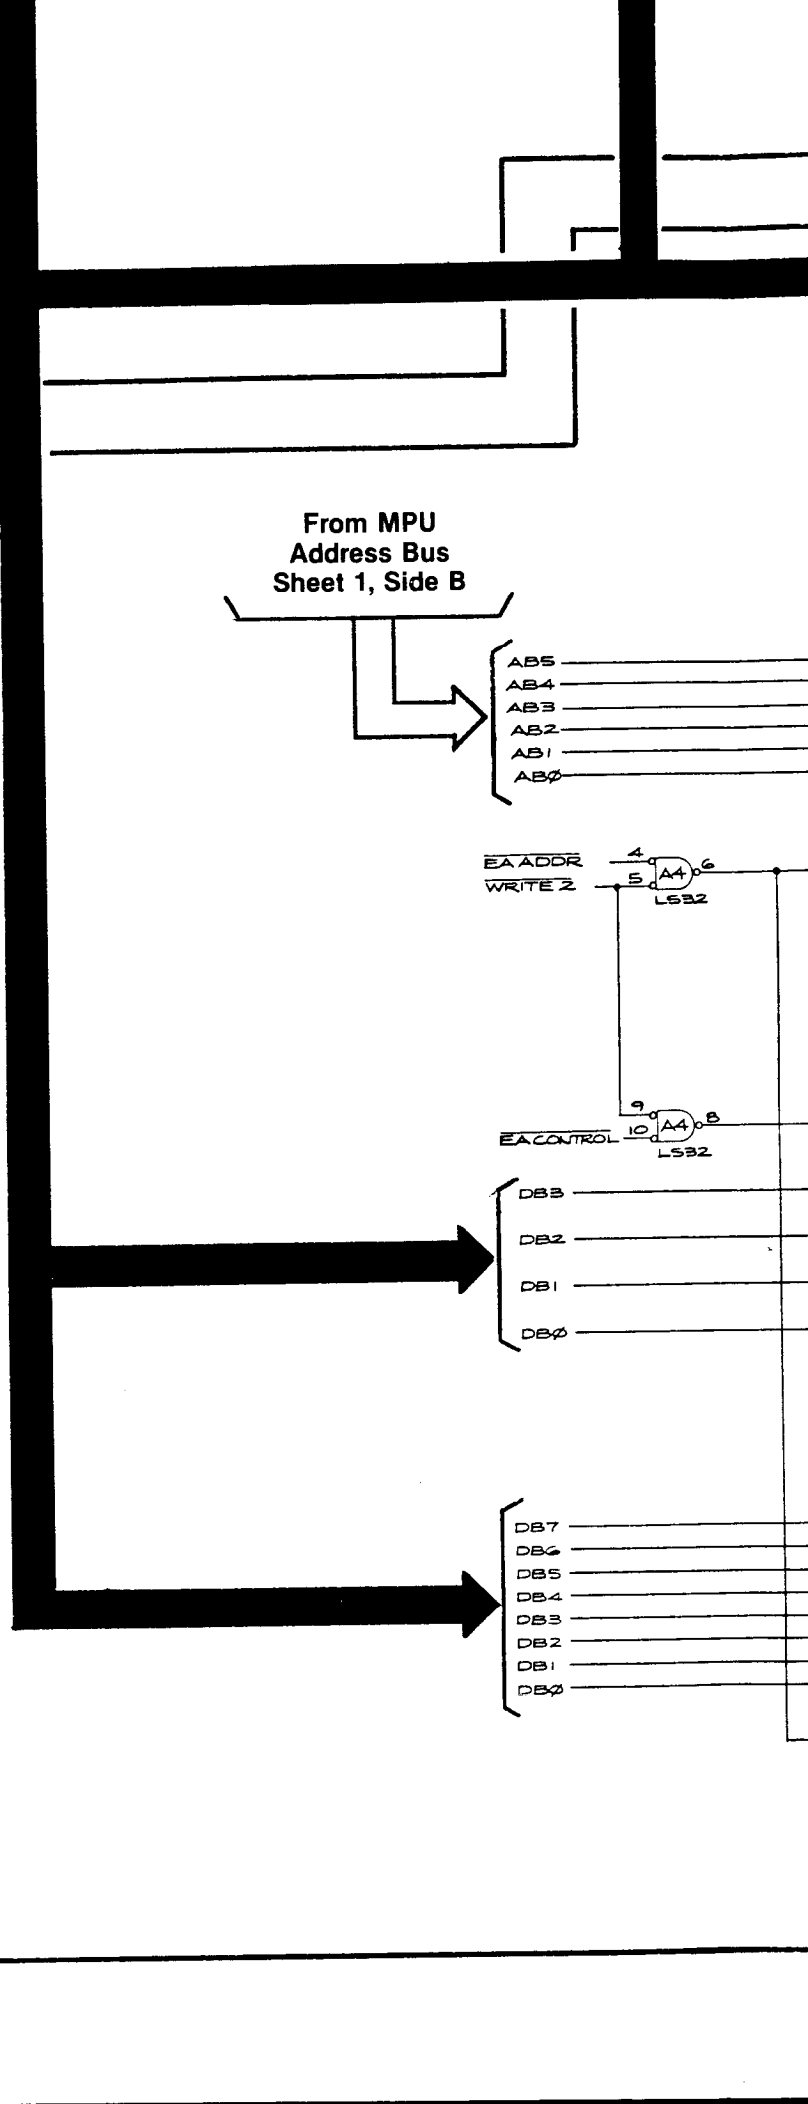 From MPU
Address Bus
Sheet 1, Side B
AB5
AB4
AB3
AB2
AB1
ABØ
EA ADDR 4
WRITE 2 5
A4 6
LS32
9
EA CONTROL 10
A4 8
LS32
DB3
DB2
DB1
DBØ
DB7
DB6
DB5
DB4
DB3
DB2
DB1
DBØ